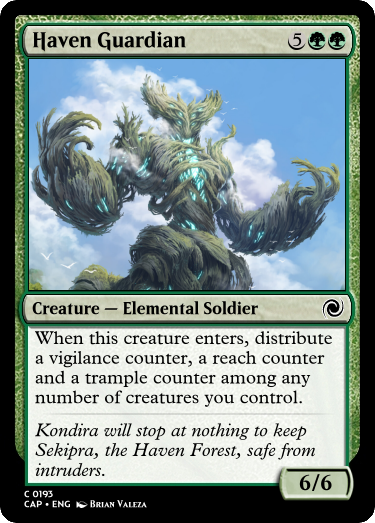 Haven Guardian 5
Creature — Elemental Soldier
When this creature enters, distribute
a vigilance counter, a reach counter
and a trample counter among any
number of creatures you control.
Kondira will stop at nothing to keep
Sekipra, the Haven Forest, safe from
intruders.
6/6
C 0193
CAP • ENG Brian Valeza